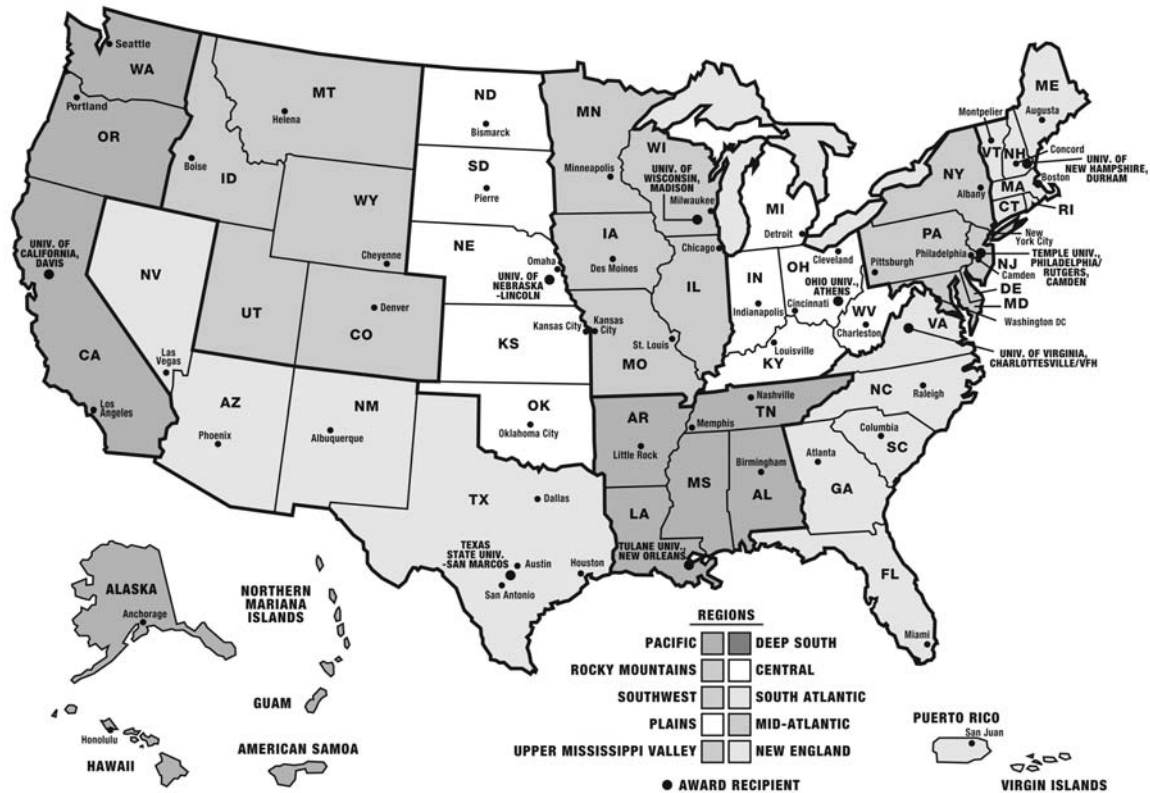 Seattle
WA
Portland
OR
MT
Helena
Boise
ID
WY
Cheyenne
UNIV. OF
CALIFORNIA,
DAVIS
NV
Las
Vegas
CA
Los
Angeles
UT
CO
Denver
AZ
Phoenix
NM
Albuquerque
ND
Bismarck
SD
Pierre
NE
Omaha
UNIV. OF
NEBRASKA
-LINCOLN
KS
Kansas City
Kansas
City
OK
Oklahoma City
TX
Dallas
TEXAS
STATE UNIV.
-SAN MARCOS
Austin
Houston
San Antonio
MN
Minneapolis
WI
UNIV. OF
WISCONSIN,
MADISON
Milwaukee
IA
Des Moines
Chicago
IL
St. Louis
MO
AR
Little Rock
LA
TULANE UNIV.,
NEW ORLEANS
MI
Detroit
IN
Indianapolis
OH
Cleveland
OHIO UNIV.,
ATHENS
Cincinnati
Louisville
KY
WV
Charleston
Nashville
TN
Memphis
MS
Birmingham
AL
ME
Augusta
Montpelier
VT
NH
Concord
UNIV. OF
NEW HAMPSHIRE,
DURHAM
Boston
MA
CT
RI
NY
Albany
New
York City
PA
Philadelphia
Pittsburgh
TEMPLE UNIV.,
PHILADELPHIA/
RUTGERS,
CAMDEN
NJ
Camden
DE
MD
Washington DC
VA
UNIV. OF VIRGINIA,
CHARLOTTESVILLE/VFH
NC
Raleigh
Columbia
SC
Atlanta
GA
FL
Miami
ALASKA
Anchorage
NORTHERN
MARIANA
ISLANDS
GUAM
Honolulu
HAWAII
AMERICAN SAMOA
REGIONS
PACIFIC DEEP SOUTH
ROCKY MOUNTAINS CENTRAL
SOUTHWEST SOUTH ATLANTIC
PLAINS MID-ATLANTIC
UPPER MISSISSIPPI VALLEY NEW ENGLAND
AWARD RECIPIENT
PUERTO RICO
San Juan
VIRGIN ISLANDS